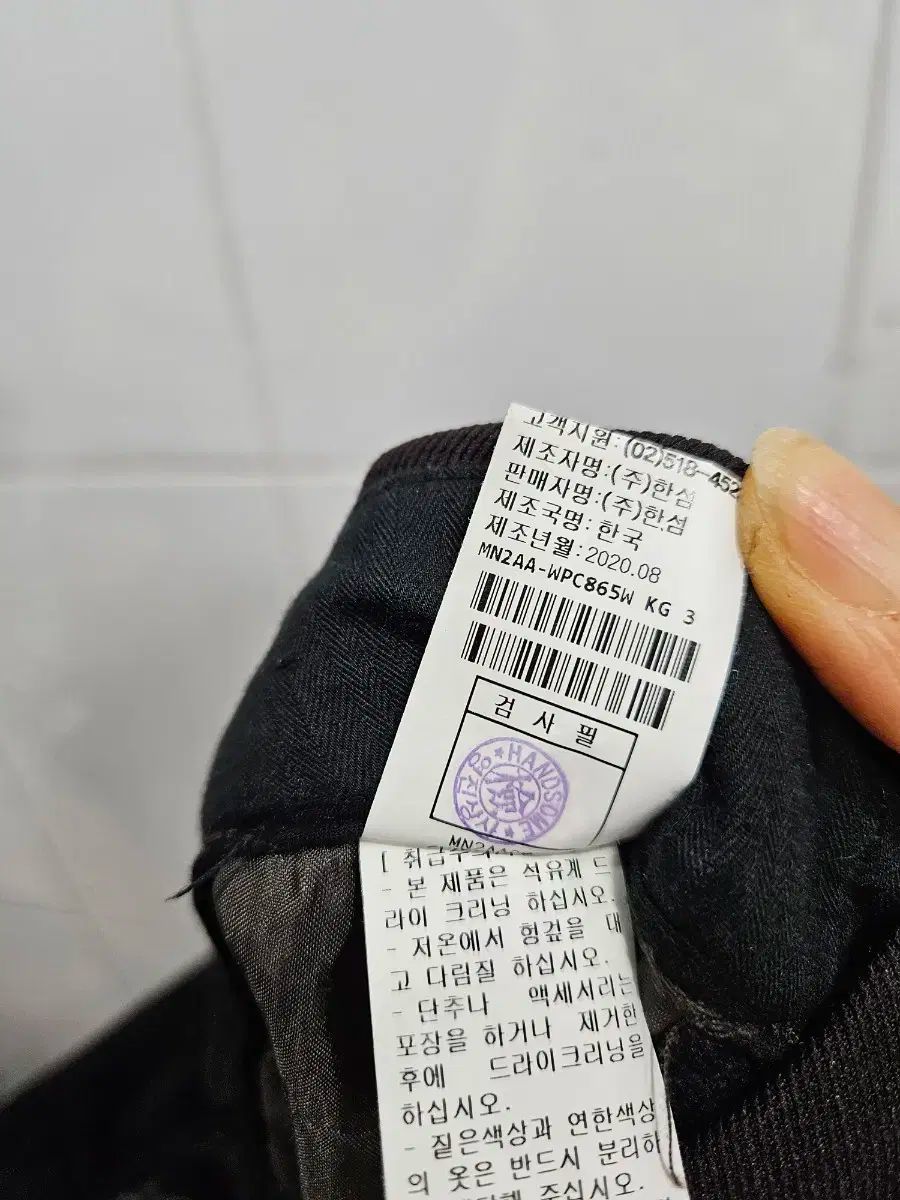 고객지원:(02)518-452
제조자명:(주)한섬
판매자명:(주)한섬
제조국명:한국
제조년월:2020.08
MN2AA-WPC865W KG 3
검 사 필
HANDSOME
[ 취급주의
- 본 제품은 석유계 드
라이 크리닝 하십시오.
- 저온에서 헝겊을 대
고 다림질 하십시오.
- 단추나 액세서리는
포장을 하거나 제거한
후에 드라이크리닝을
하십시오.
- 짙은색상과 연한색상
의 옷은 반드시 분리하
주십시오.